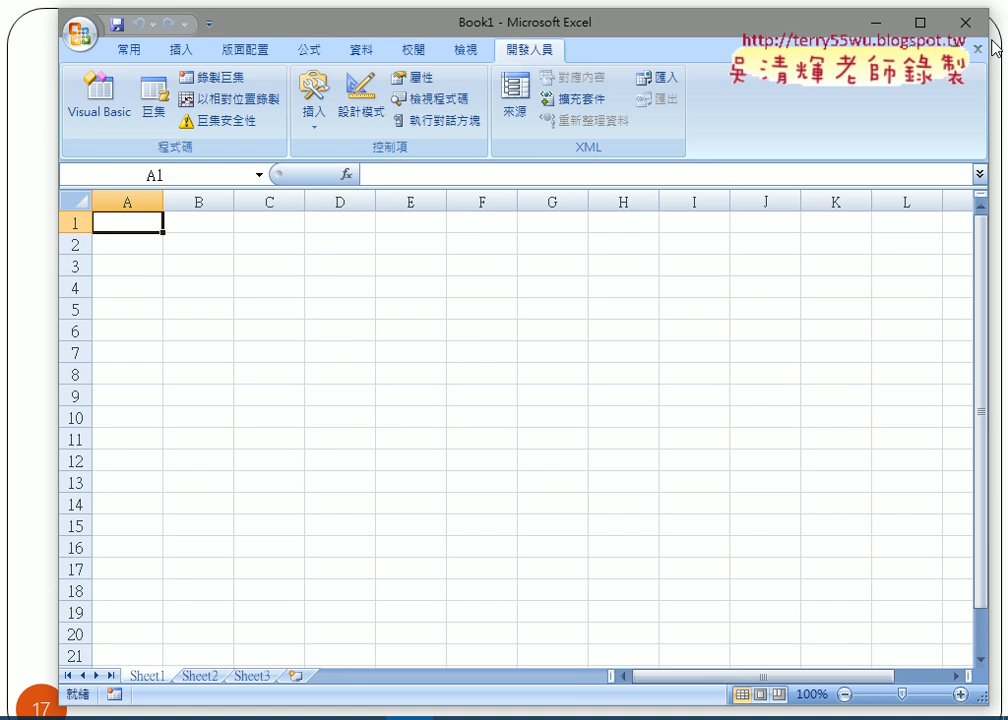 Book1 - Microsoft Excel
常用 插入 版面配置 公式 資料 校閱 檢視 開發人員
http://terry55wu.blogspot.tw
吳清輝老師錄製
Visual Basic
巨集
錄製巨集
以相對位置錄製
巨集安全性
程式碼
插入
設計模式
屬性
檢視程式碼
執行對話方塊
控制項
來源
對應內容
擴充套件
重新整理資料
匯入
匯出
XML
A1 fx
A B C D E F G H I J K L
1
2
3
4
5
6
7
8
9
10
11
12
13
14
15
16
17
18
19
20
21
Sheet1 Sheet2 Sheet3
就緒 100%
17